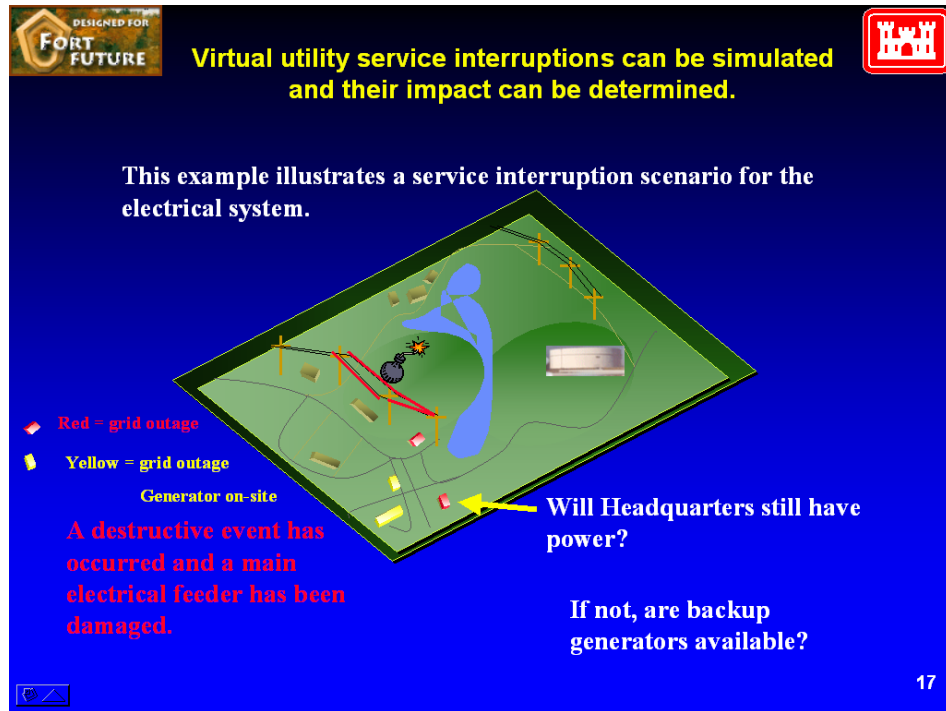 DESIGNED FOR
FORT
FUTURE
Virtual utility service interruptions can be simulated
and their impact can be determined.
This example illustrates a service interruption scenario for the
electrical system.
Red = grid outage
Yellow = grid outage
Generator on-site
A destructive event has
occurred and a main
electrical feeder has been
damaged.
Will Headquarters still have
power?
If not, are backup
generators available?
17